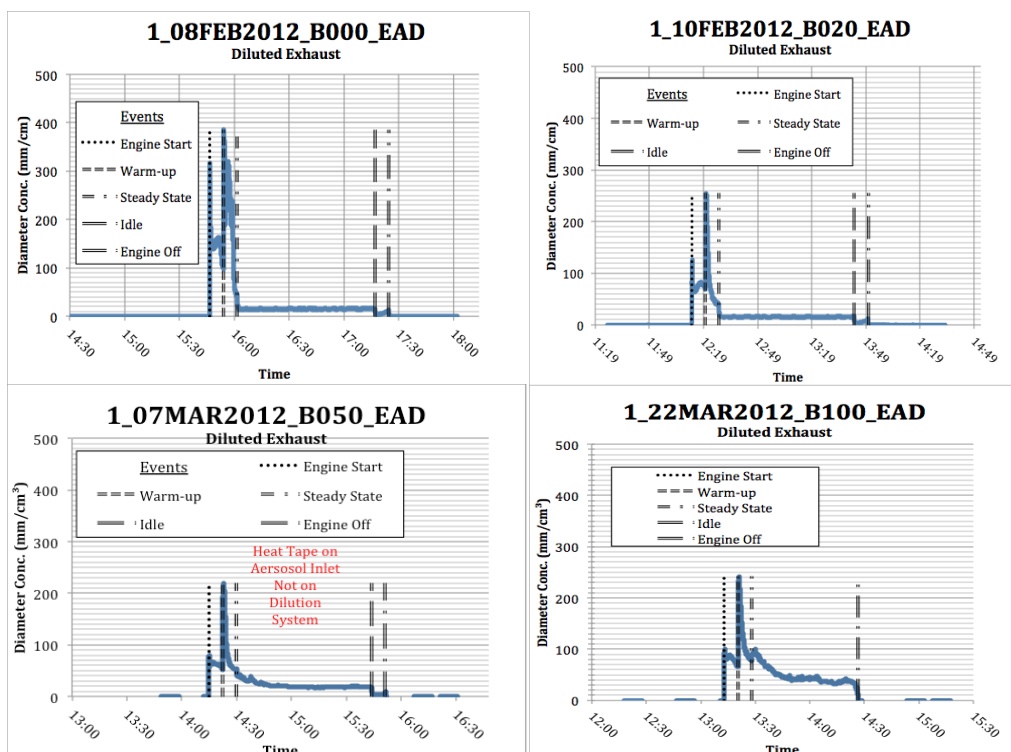 1_08FEB2012_B000_EAD
Diluted Exhaust
Diameter Conc. (mm/cm)
500
400
300
200
100
0
Events
Engine Start
Warm-up
Steady State
Idle
Engine Off
14:30
15:00
15:30
16:00
16:30
17:00
17:30
18:00
Time
1_10FEB2012_B020_EAD
Diluted Exhaust
Diameter Conc. (mm/cm)
500
400
300
200
100
0
Events
Engine Start
Warm-up
Steady State
Idle
Engine Off
11:19
11:49
12:19
12:49
13:19
13:49
14:19
14:49
Time
1_07MAR2012_B050_EAD
Diluted Exhaust
Diameter Conc. (mm/cm³)
500
400
300
200
100
0
Events
Engine Start
Warm-up
Steady State
Idle
Engine Off
Heat Tape on
Aersosol Inlet
Not on
Dilution
System
13:00
13:30
14:00
14:30
15:00
15:30
16:00
16:30
Time
1_22MAR2012_B100_EAD
Diluted Exhaust
Diameter Conc. (mm/cm³)
500
400
300
200
100
0
Engine Start
Warm-up
Steady State
Idle
Engine Off
12:00
12:30
13:00
13:30
14:00
14:30
15:00
15:30
Time